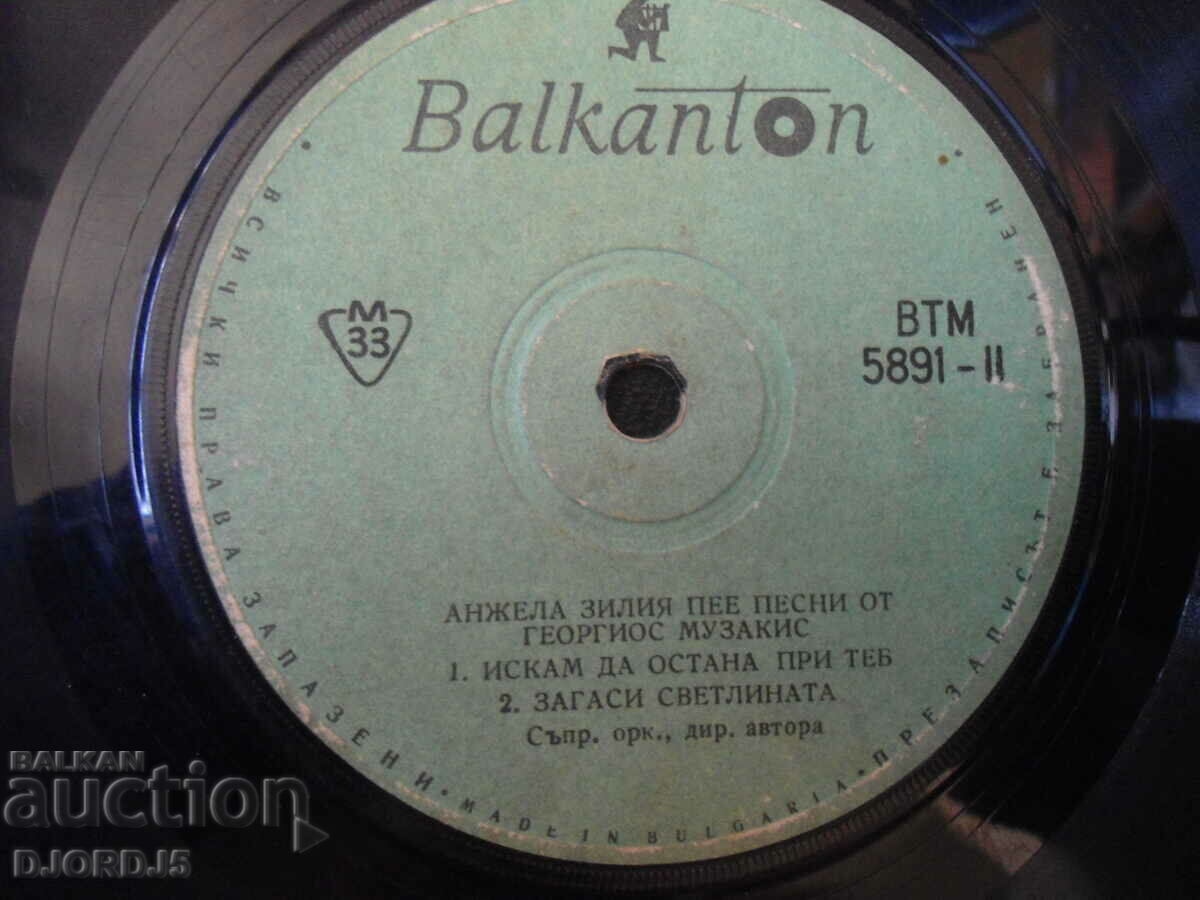 Balkanton
М
33
ВТМ
5891-II
АНЖЕЛА ЗИЛИЯ ПЕЕ ПЕСНИ ОТ
ГЕОРГИОС МУЗАКИС
1. ИСКАМ ДА ОСТАНА ПРИ ТЕБ
2. ЗАГАСИ СВЕТЛИНАТА
Съпр. орк., дир. автора
• ВСИЧКИ ПРАВА ЗАПАЗЕНИ • MADE IN BULGARIA • ПРЕЗАПИСЪТ Е ЗАБРАНЕН •
BALKAN
auction
DJORDJ5